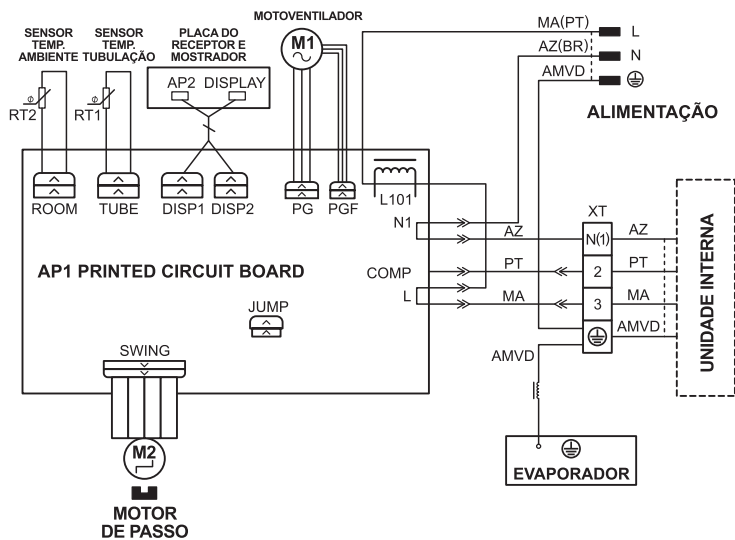 SENSOR
TEMP.
AMBIENTE
SENSOR
TEMP.
TUBULAÇÃO
PLACA DO
RECEPTOR E
MOSTRADOR
MOTOVENTILADOR
AP2 DISPLAY
M1
MA(PT)
L
AZ(BR)
N
AMVD
ALIMENTAÇÃO
RT2
RT1
ROOM
TUBE
DISP1
DISP2
PG
PGF
L101
N1
AZ
XT
N(1)
AZ
AP1 PRINTED CIRCUIT BOARD
COMP
PT
2
PT
L
MA
3
MA
AMVD
UNIDADE INTERNA
JUMP
SWING
AMVD
M2
EVAPORADOR
MOTOR
DE PASSO